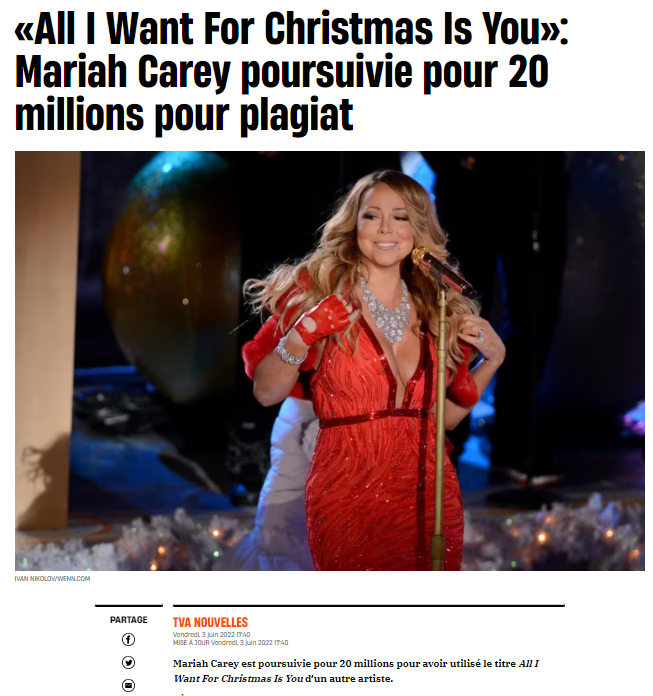 «All I Want For Christmas Is You»:
Mariah Carey poursuivie pour 20
millions pour plagiat
IVAN NIKOLOV/WENN.COM
PARTAGE
TVA NOUVELLES
Vendredi, 3 juin 2022 17:40
MISE À JOUR Vendredi, 3 juin 2022 17:40
Mariah Carey est poursuivie pour 20 millions pour avoir utilisé le titre All I
Want For Christmas Is You d'un autre artiste.